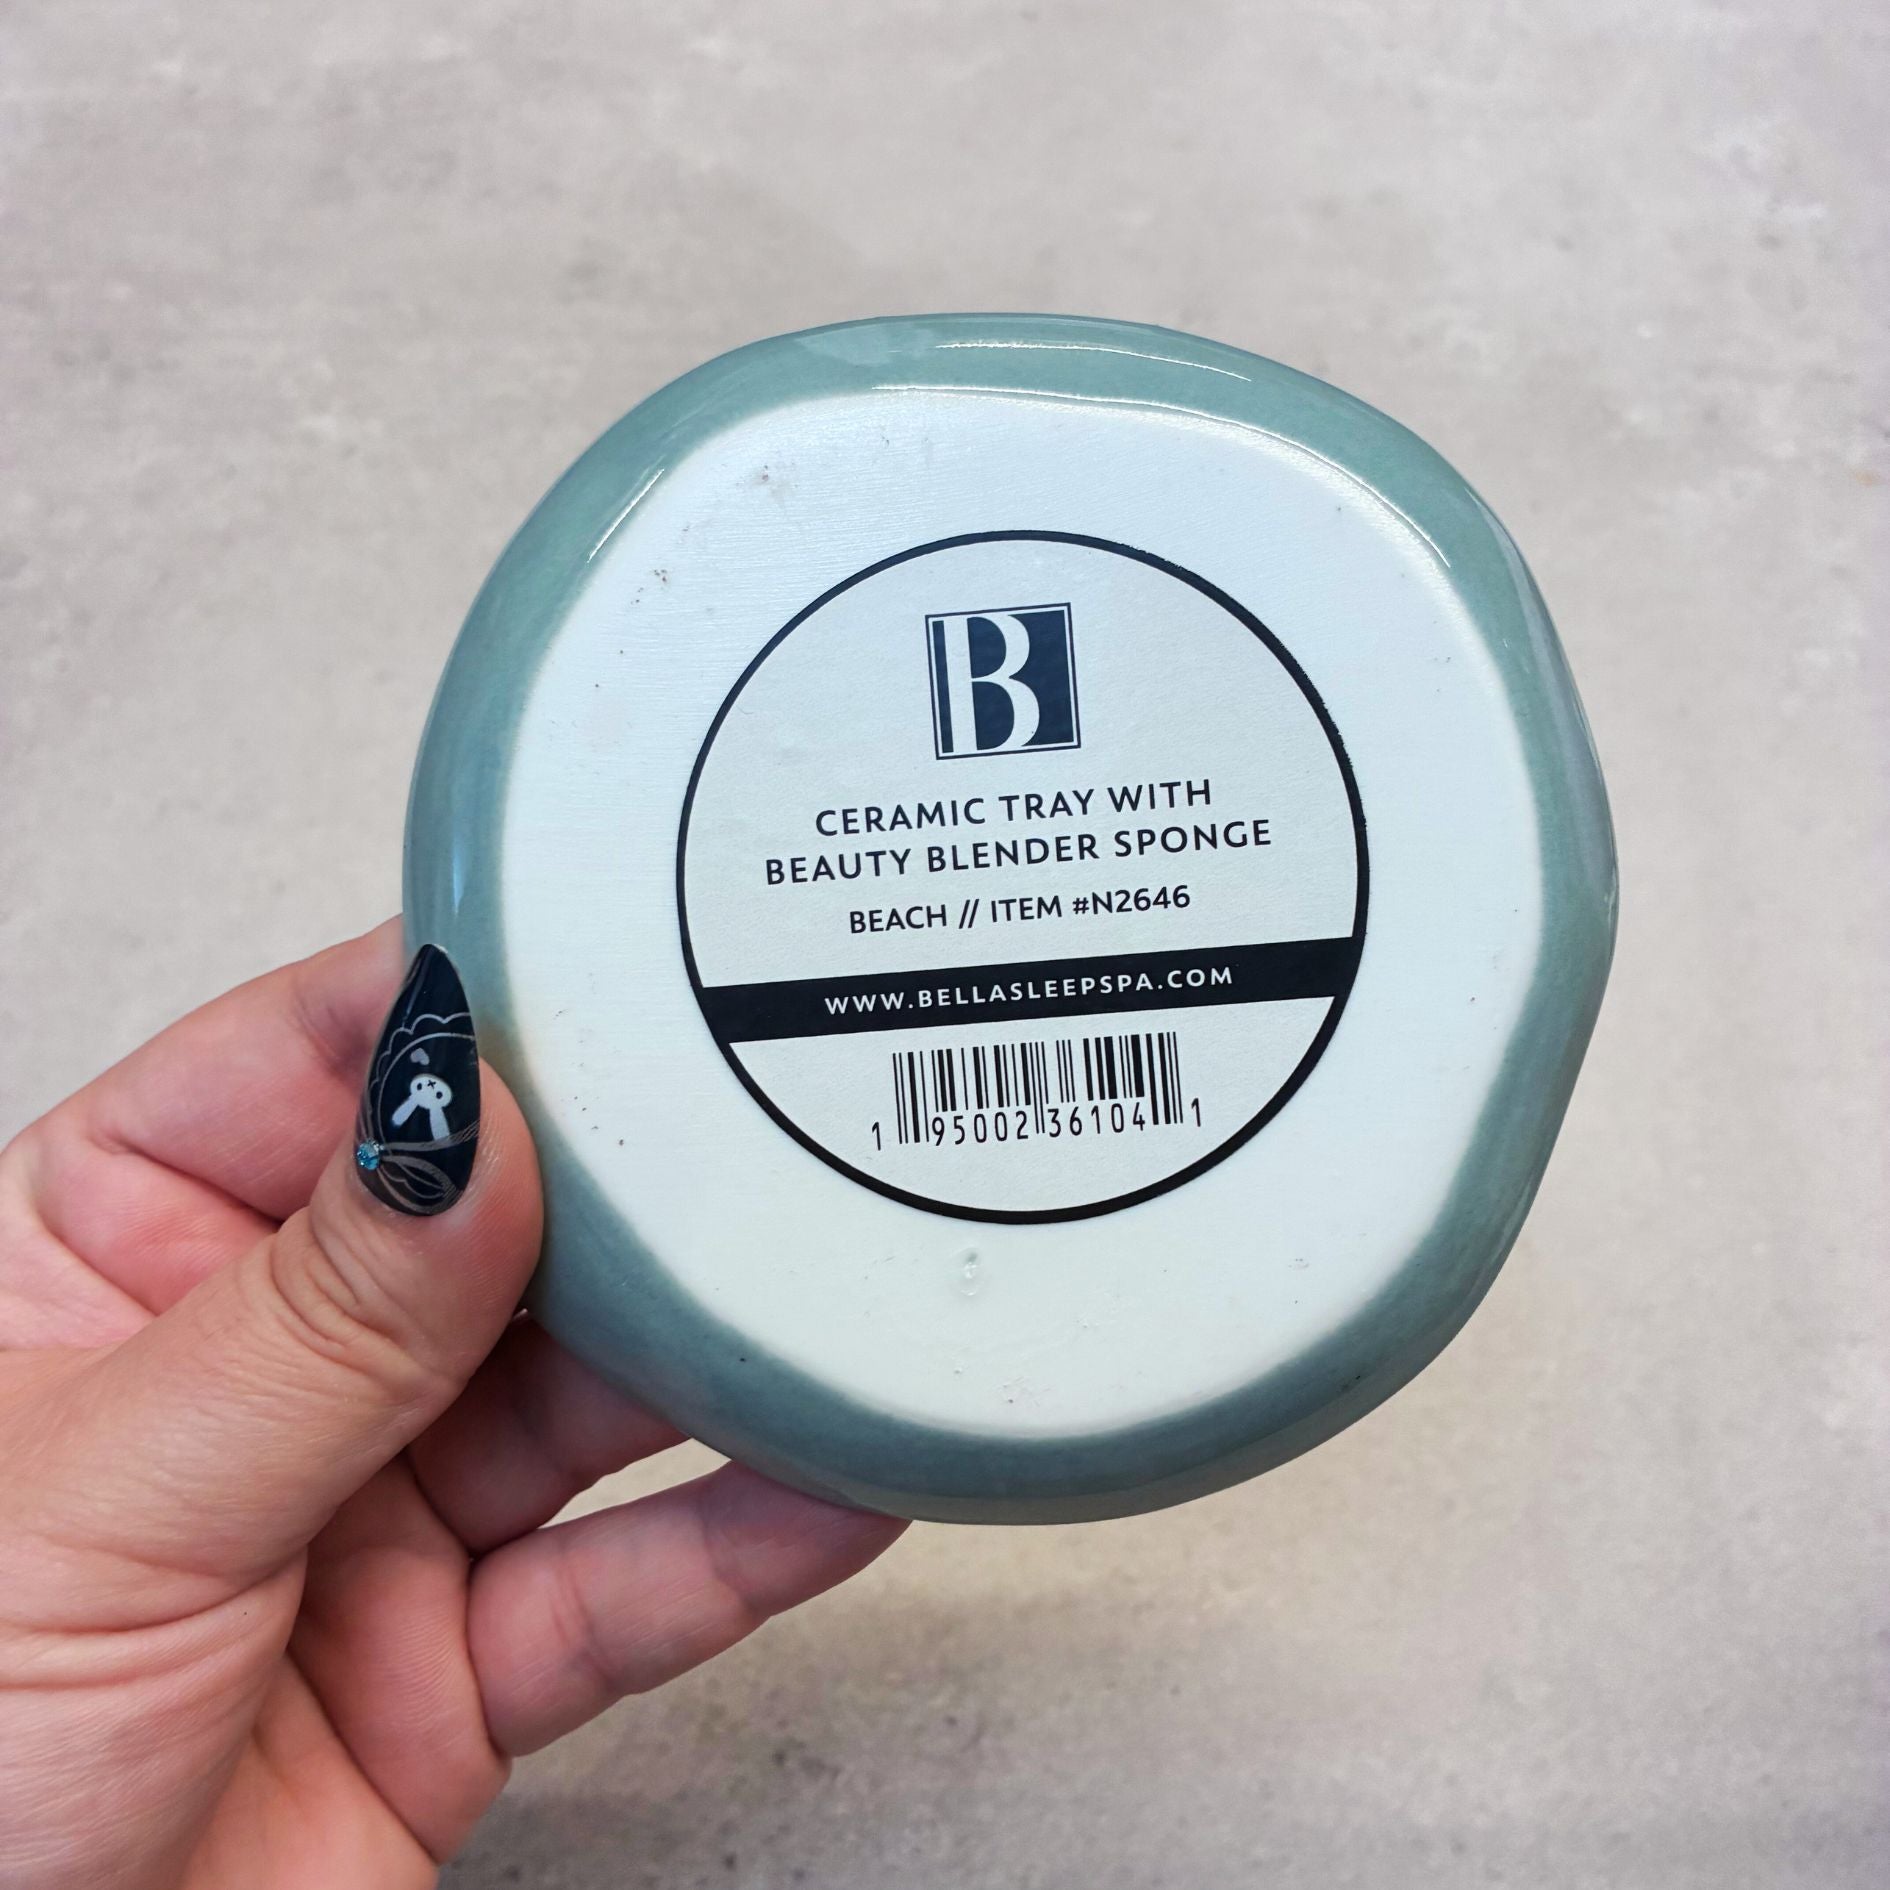 B
CERAMIC TRAY WITH
BEAUTY BLENDER SPONGE
BEACH // ITEM #N2646
WWW.BELLASLEEPSPA.COM
1 95002 36104 1